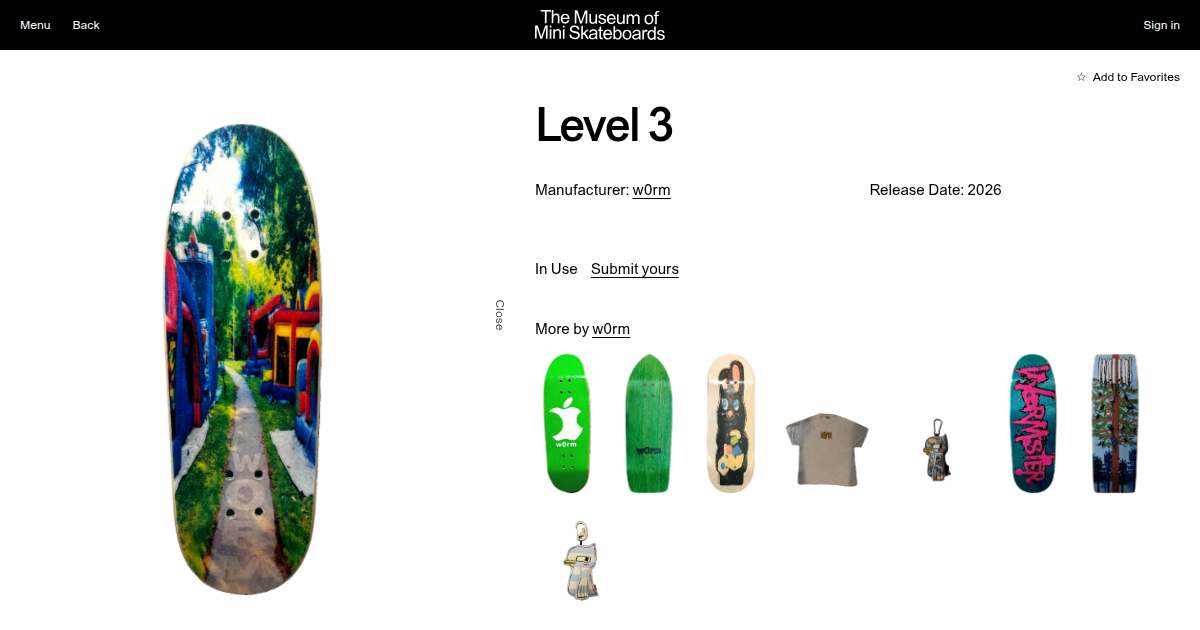 Menu
Back
The Museum of
Mini Skateboards
Sign in
☆ Add to Favorites
Level 3
Manufacturer: w0rm
Release Date: 2026
In Use
Submit yours
Close
More by w0rm
w0rm
w0rm